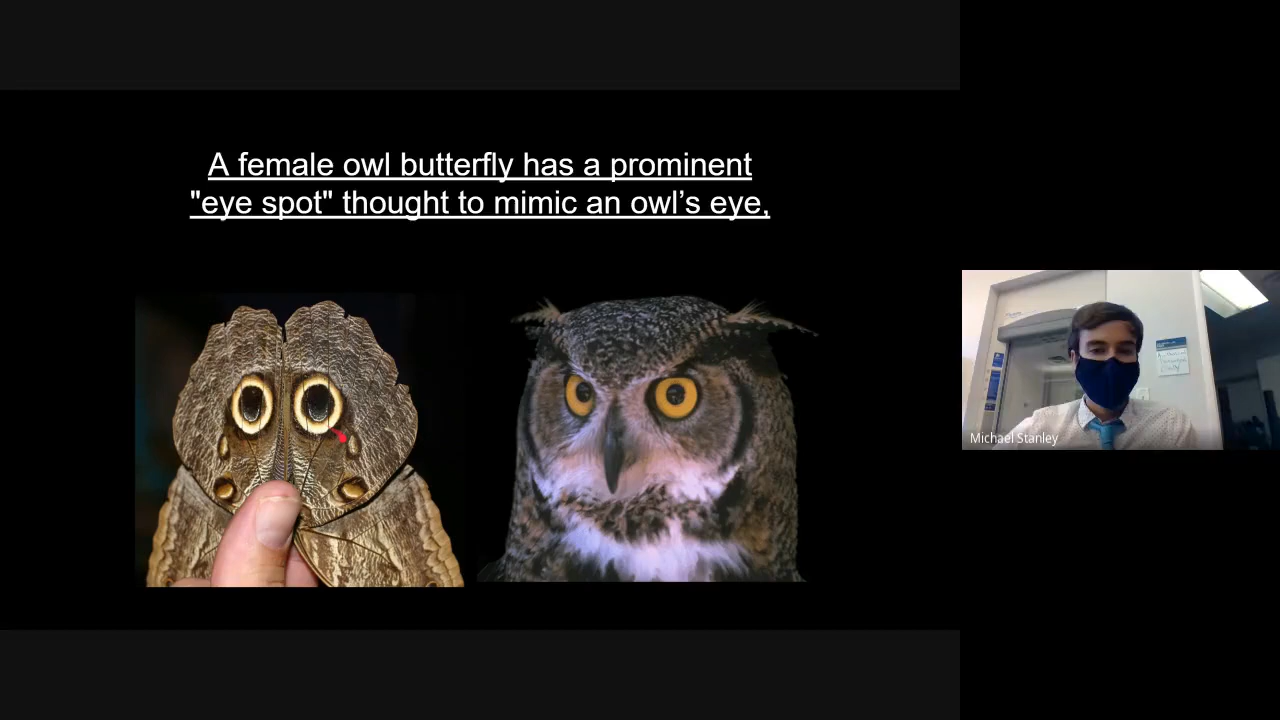 A female owl butterfly has a prominent
"eye spot" thought to mimic an owl’s eye,
Michael Stanley